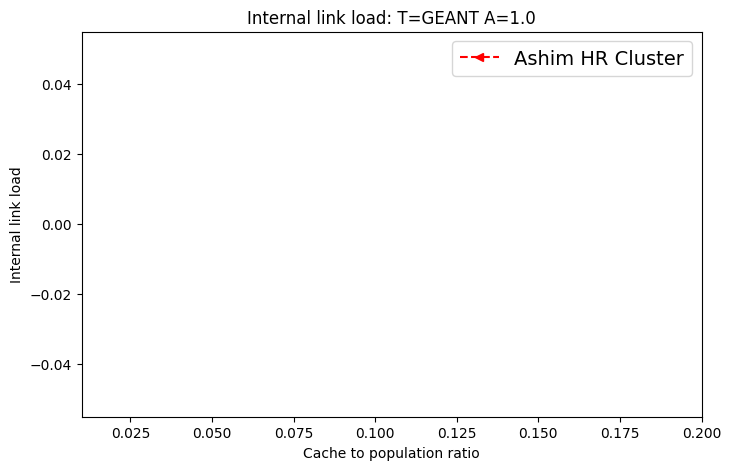 Internal link load: T=GEANT A=1.0
Ashim HR Cluster
0.04
0.02
0.00
−0.02
−0.04
Internal link load
0.025 0.050 0.075 0.100 0.125 0.150 0.175 0.200
Cache to population ratio